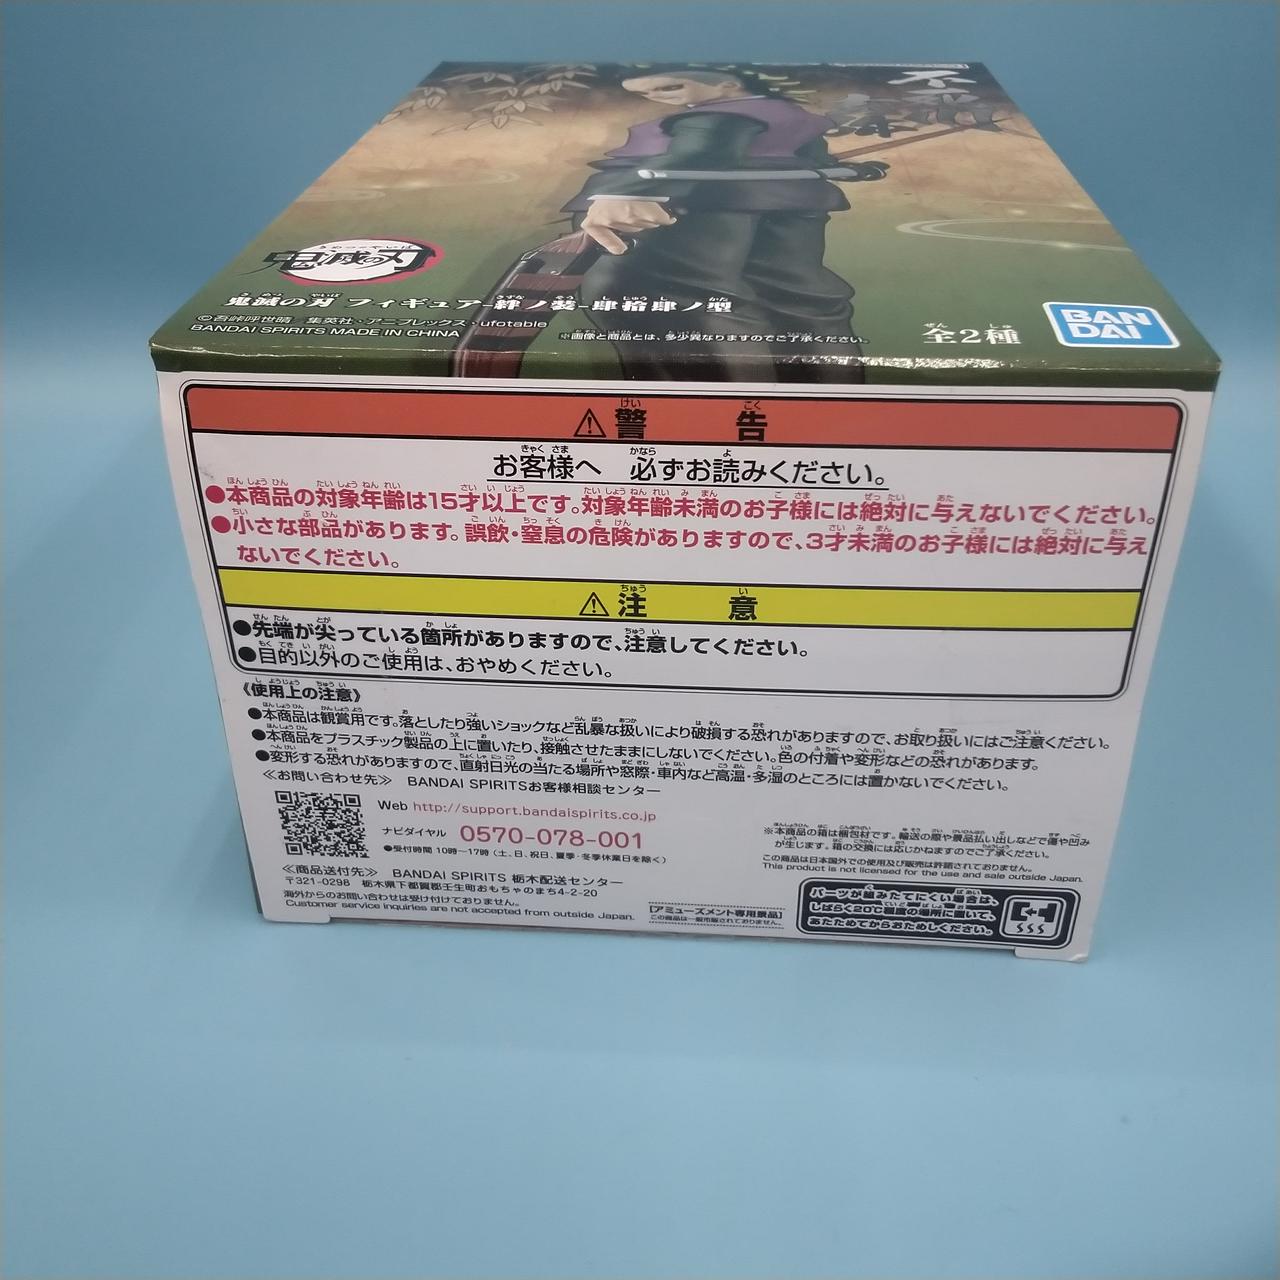 不死川
玄弥
きめつのやいば
鬼滅の刃
鬼滅の刃 フィギュア-絆ノ装-肆拾肆ノ型
©吾峠呼世晴/集英社・アニプレックス・ufotable
BANDAI SPIRITS MADE IN CHINA
※画像と商品とは、多少異なりますのでご了承ください。
全2種
BAN
DAI
⚠警告
お客様へ 必ずお読みください。
●本商品の対象年齢は15才以上です。対象年齢未満のお子様には絶対に与えないでください。
●小さな部品があります。誤飲・窒息の危険がありますので、3才未満のお子様には絶対に与え
ないでください。
⚠注意
●先端が尖っている箇所がありますので、注意してください。
●目的以外のご使用は、おやめください。
《使用上の注意》
●本商品は観賞用です。落としたり強いショックなど乱暴な扱いにより破損する恐れがありますので、お取り扱いにはご注意ください。
●本商品をプラスチック製品の上に置いたり、接触させたままにしないでください。色の付着や変形などの恐れがあります。
●変形する恐れがありますので、直射日光の当たる場所や窓際・車内など高温・多湿のところには置かないでください。
≪お問い合わせ先≫ BANDAI SPIRITSお客様相談センター
Web http://support.bandaispirits.co.jp
ナビダイヤル 0570-078-001
●受付時間 10時〜17時(土、日、祝日、夏季・冬季休業日を除く)
≪商品送付先≫ BANDAI SPIRITS 栃木配送センター
〒321-0298 栃木県下都賀郡壬生町おもちゃのまち4-2-20
海外からのお問い合わせは受け付けておりません。
Customer service inquiries are not accepted from outside Japan.
※本商品の箱は梱包材です。輸送の際や景品払い出しなどで傷や凹み
が生じます。箱の交換には応じかねますのでご了承ください。
この商品は日本国外での使用及び販売は許諾されておりません。
This product is not licensed for the use and sale outside Japan.
[アミューズメント専用景品]
この商品は一般市販されておりません。
パーツが組みたてにくい場合は、
しばらく20℃程度の場所に置いて、
あたためてからおためしください。